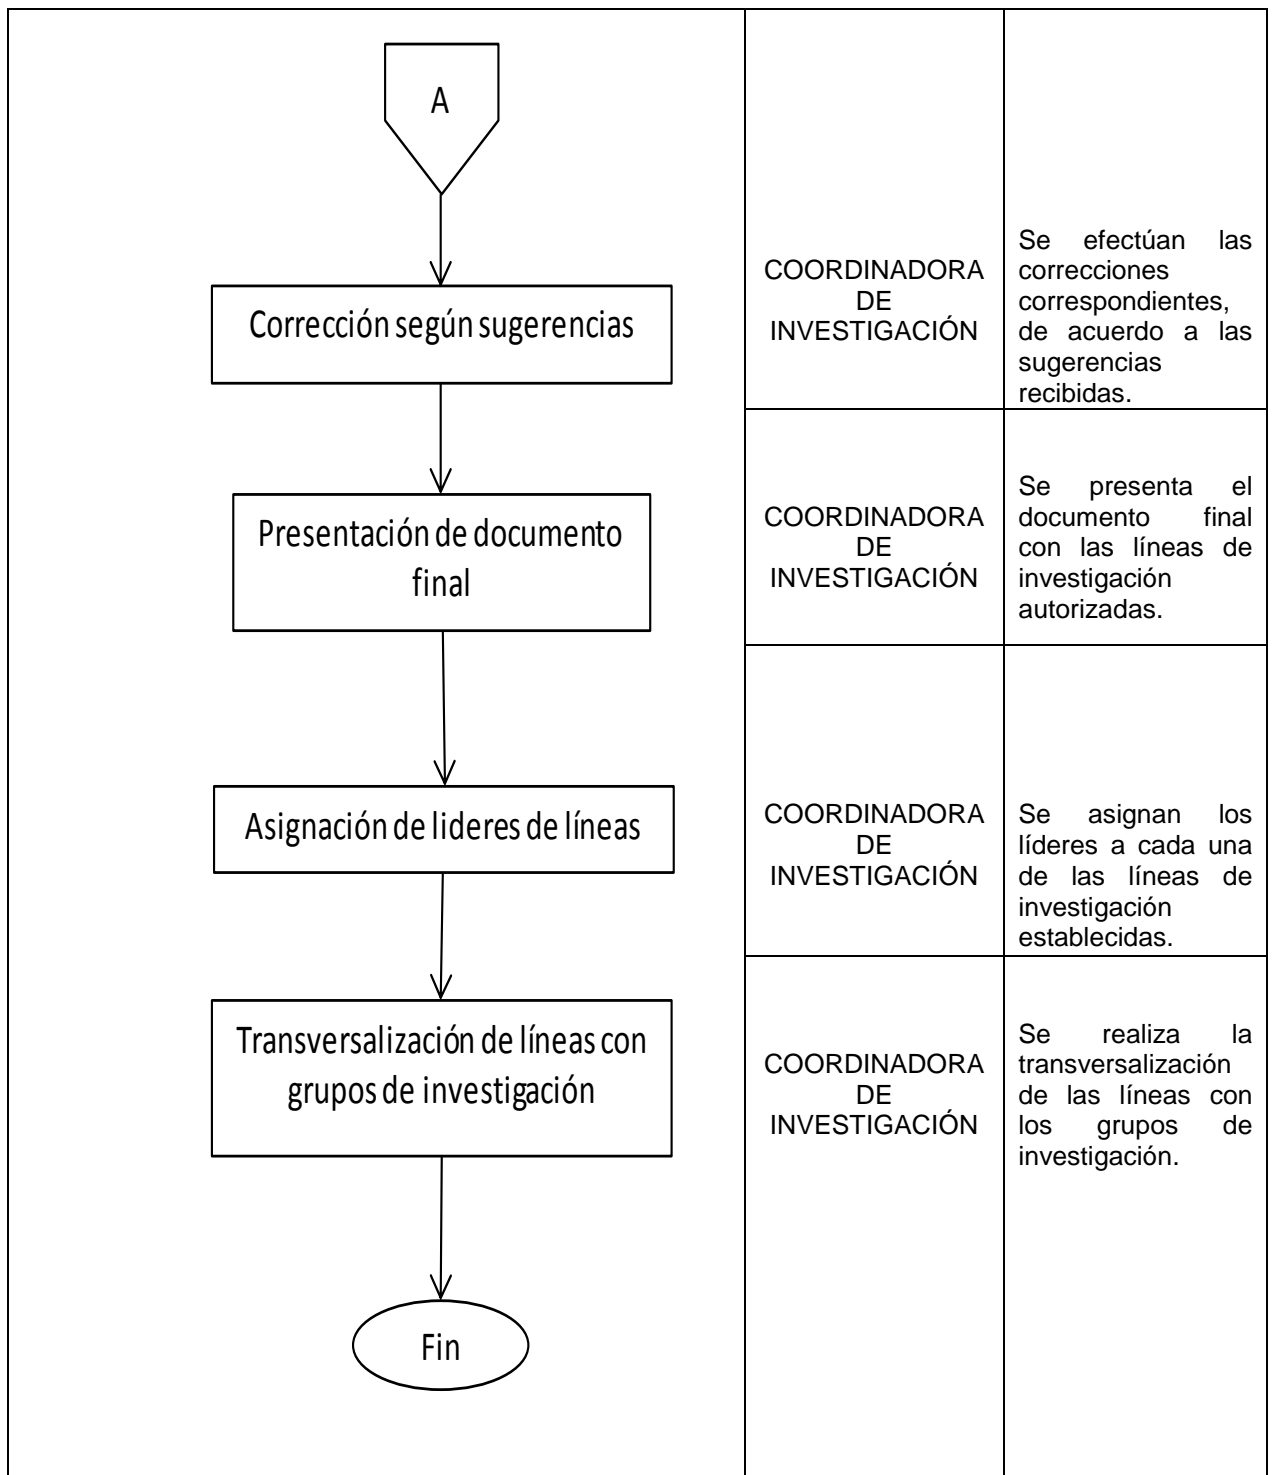 A
Corrección según sugerencias
COORDINADORA
DE
INVESTIGACIÓN
Se efectúan las
correcciones
correspondientes,
de acuerdo a las
sugerencias
recibidas.
Presentación de documento
final
COORDINADORA
DE
INVESTIGACIÓN
Se presenta el
documento final
con las líneas de
investigación
autorizadas.
Asignación de lideres de líneas
COORDINADORA
DE
INVESTIGACIÓN
Se asignan los
líderes a cada una
de las líneas de
investigación
establecidas.
Transversalización de líneas con
grupos de investigación
COORDINADORA
DE
INVESTIGACIÓN
Se realiza la
transversalización
de las líneas con
los grupos de
investigación.
Fin